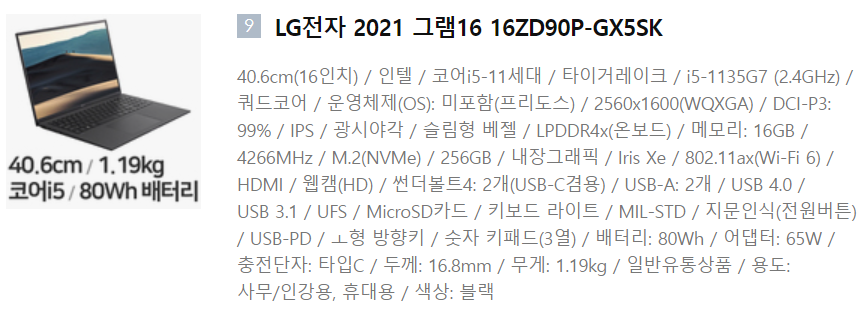 9 LG전자 2021 그램16 16ZD90P-GX5SK
40.6cm(16인치) / 인텔 / 코어i5-11세대 / 타이거레이크 / i5-1135G7 (2.4GHz) /
쿼드코어 / 운영체제(OS): 미포함(프리도스) / 2560x1600(WQXGA) / DCI-P3:
99% / IPS / 광시야각 / 슬림형 베젤 / LPDDR4x(온보드) / 메모리: 16GB /
4266MHz / M.2(NVMe) / 256GB / 내장그래픽 / Iris Xe / 802.11ax(Wi-Fi 6) /
HDMI / 웹캠(HD) / 썬더볼트4: 2개(USB-C겸용) / USB-A: 2개 / USB 4.0 /
USB 3.1 / UFS / MicroSD카드 / 키보드 라이트 / MIL-STD / 지문인식(전원버튼)
/ USB-PD / ㅗ형 방향키 / 숫자 키패드(3열) / 배터리: 80Wh / 어댑터: 65W /
충전단자: 타입C / 두께: 16.8mm / 무게: 1.19kg / 일반유통상품 / 용도:
사무/인강용, 휴대용 / 색상: 블랙
40.6cm / 1.19kg
코어i5 / 80Wh 배터리